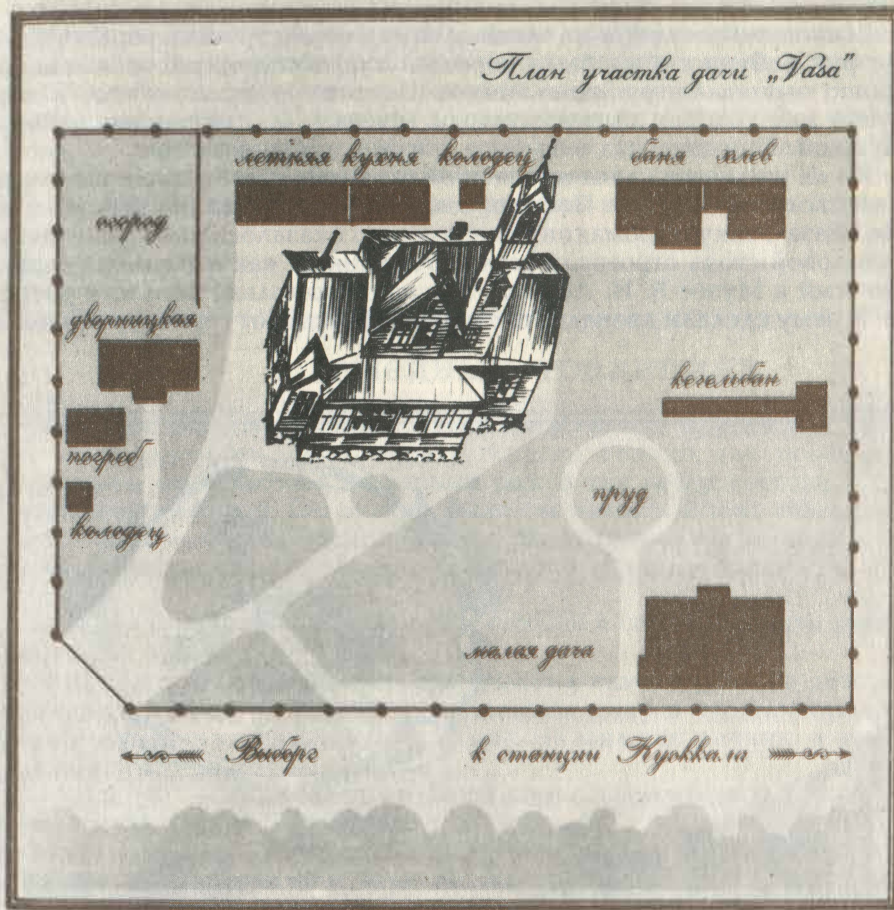 План участка дачи „Vasa”
летняя кухня колодец баня хлев
огород
дворницкая
кегельбан
погреб
пруд
колодец
малая дача
Выборг к станции Куоккала